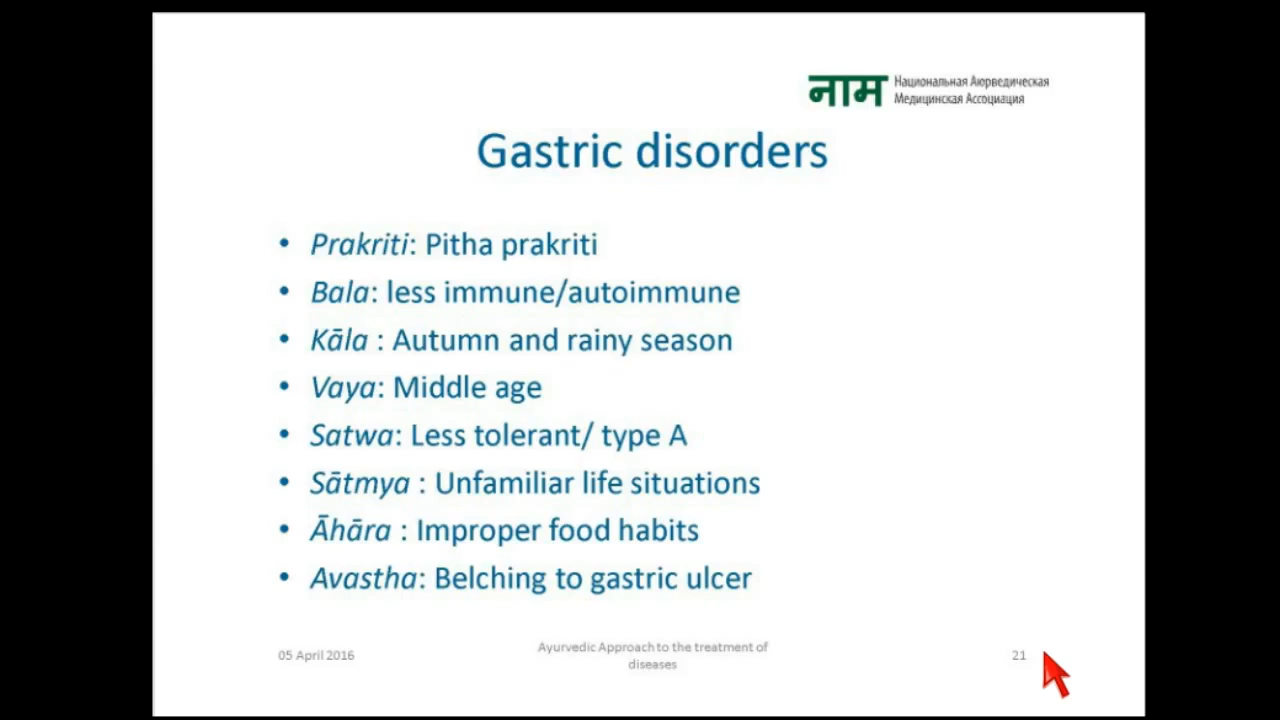 नाम
Национальная Аюрведическая
Медицинская Ассоциация
Gastric disorders
• Prakriti: Pitha prakriti
• Bala: less immune/autoimmune
• Kāla : Autumn and rainy season
• Vaya: Middle age
• Satwa: Less tolerant/ type A
• Sātmya : Unfamiliar life situations
• Āhāra : Improper food habits
• Avastha: Belching to gastric ulcer
05 April 2016
Ayurvedic Approach to the treatment of
diseases
21